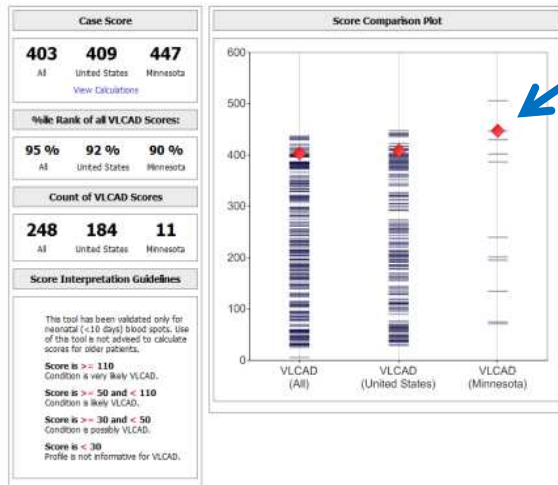 Case Score
403 409 447
All United States Minnesota
View Calculations
%ile Rank of all VLCAD Scores:
95 % 92 % 90 %
All United States Minnesota
Count of VLCAD Scores
248 184 11
All United States Minnesota
Score Interpretation Guidelines
This tool has been validated only for
neonatal (<10 days) blood spots. Use
of this tool is not advised to calculate
scores for older patients.
Score is >= 110
Condition is very likely VLCAD.
Score is >= 50 and < 110
Condition is likely VLCAD.
Score is >= 30 and < 50
Condition is possibly VLCAD.
Score is < 30
Profile is not informative for VLCAD.
Score Comparison Plot
600
500
400
300
200
100
0
VLCAD VLCAD VLCAD
(All) (United States) (Minnesota)